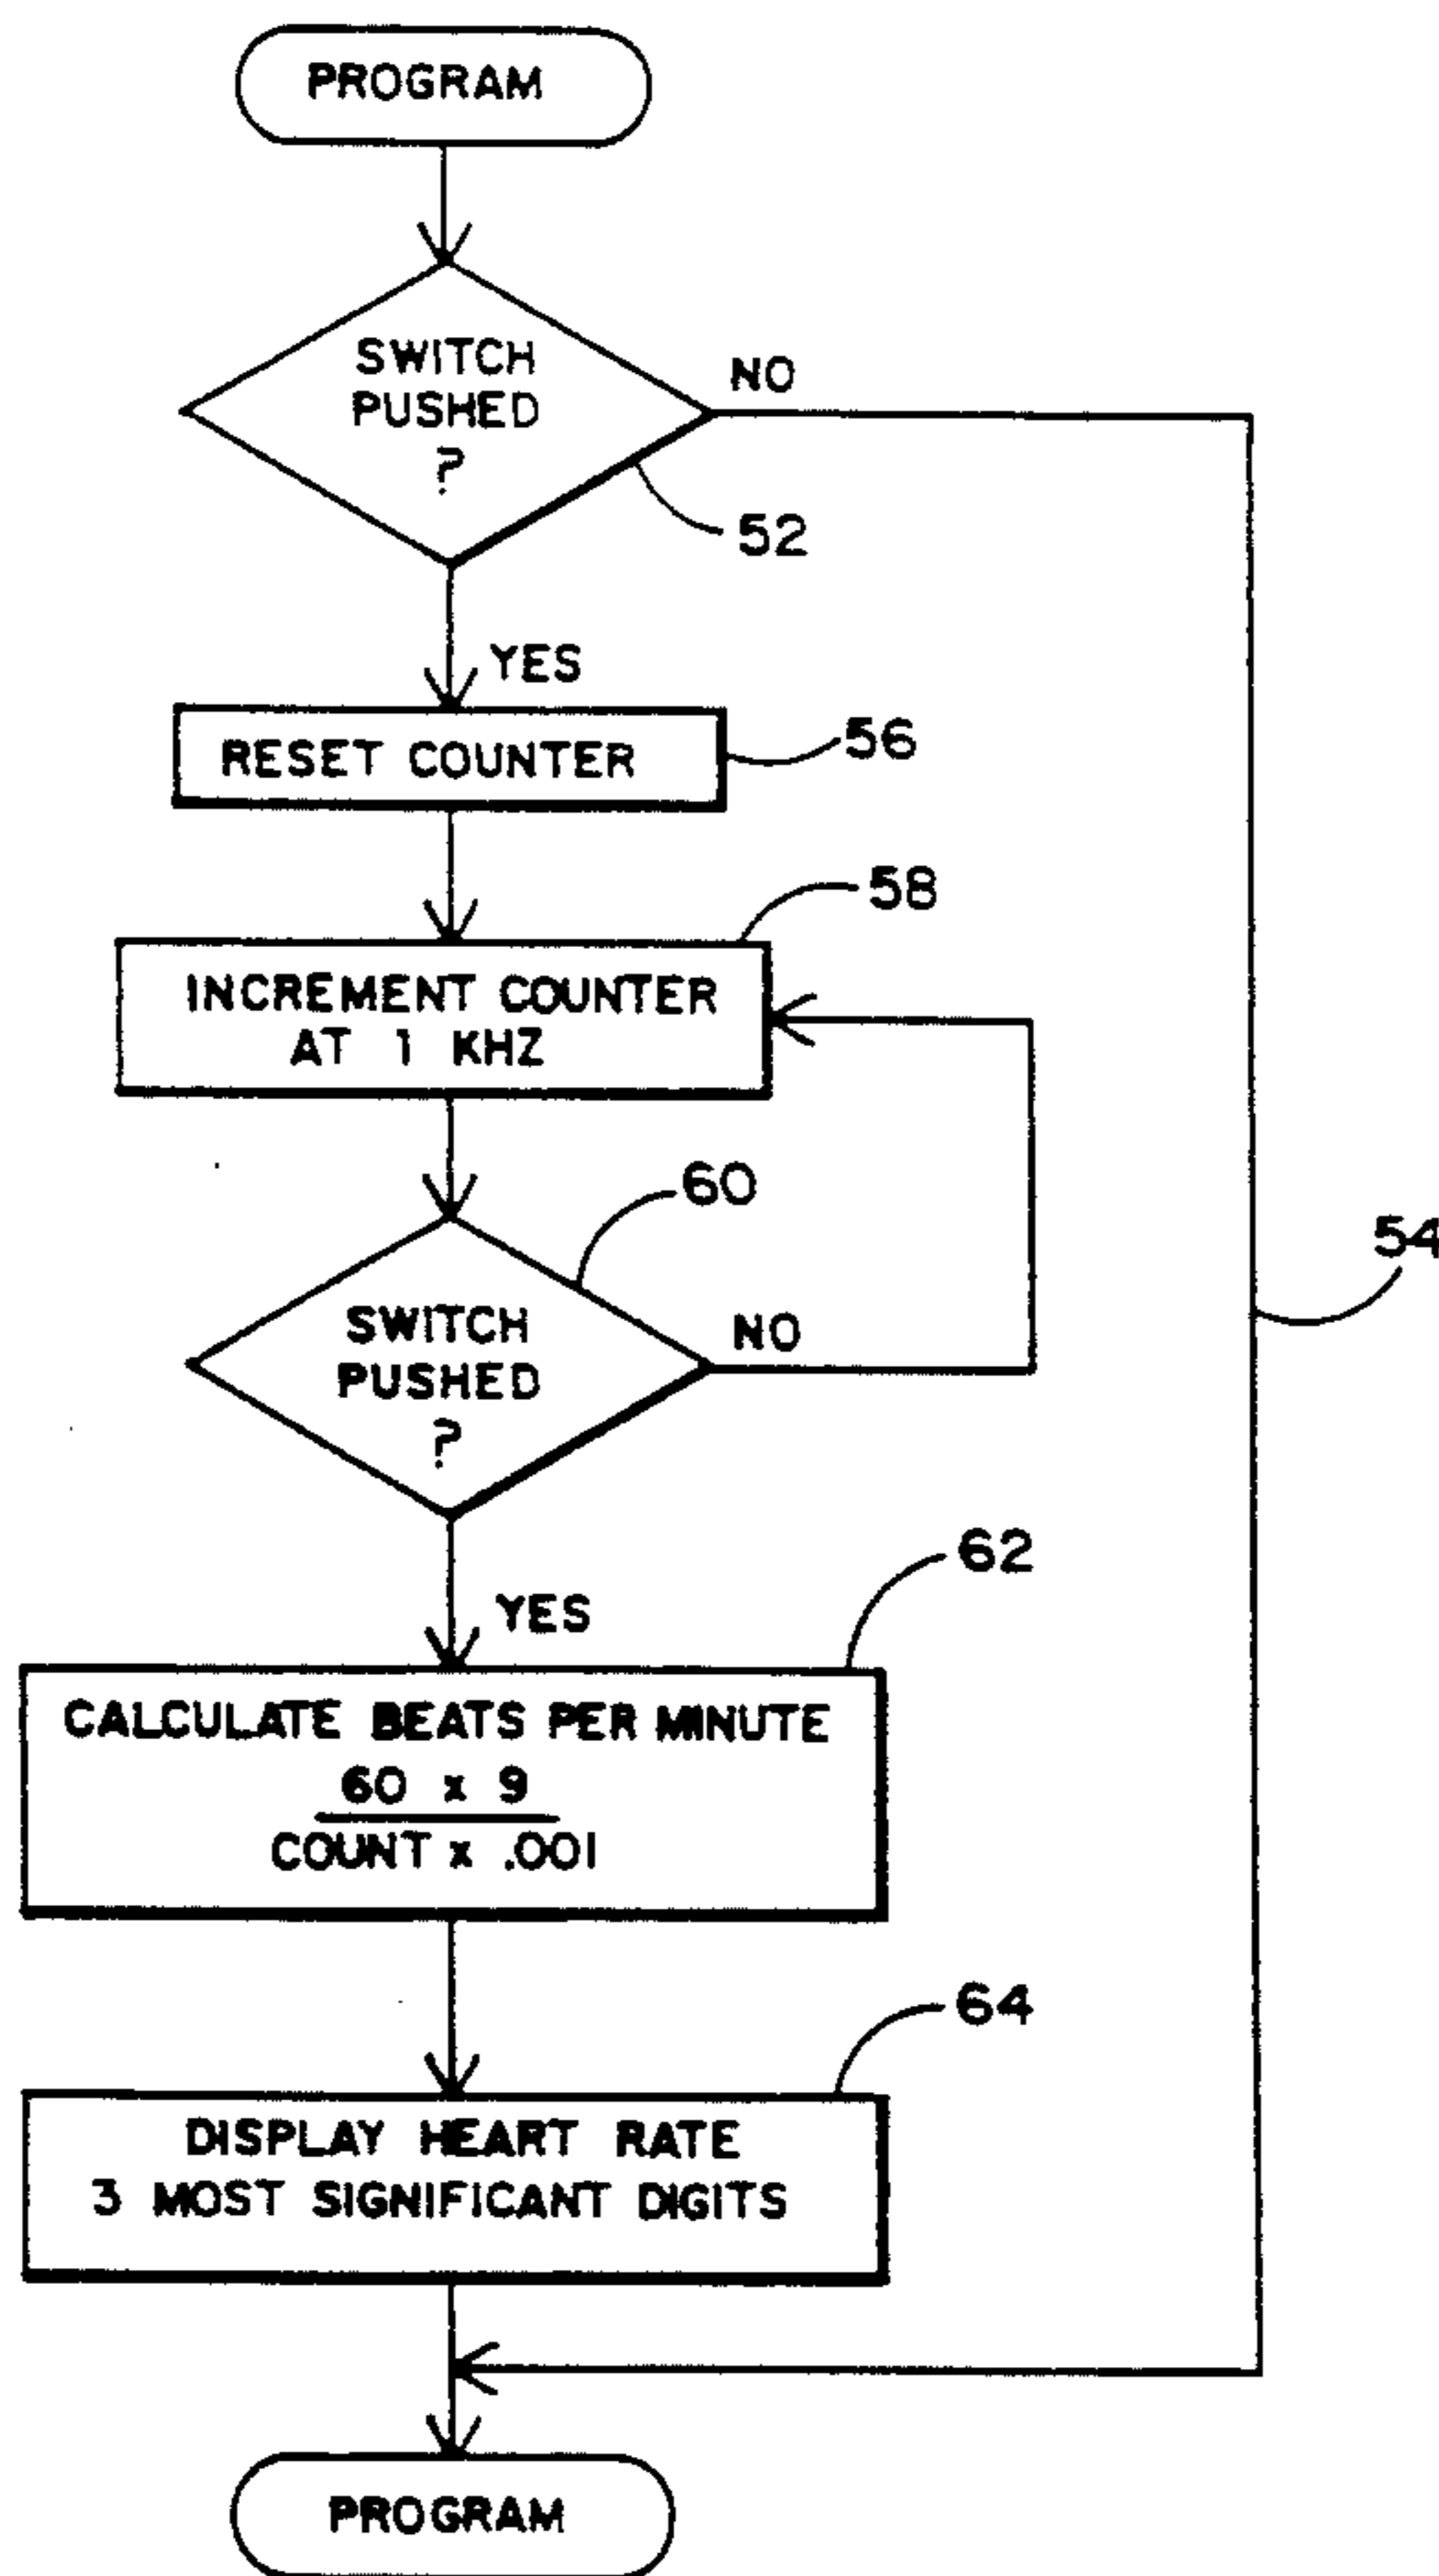 PROGRAM
SWITCH
PUSHED
?
NO
52
YES
RESET COUNTER
56
58
INCREMENT COUNTER
AT 1 KHZ
60
SWITCH
PUSHED
?
NO
54
YES
62
CALCULATE BEATS PER MINUTE
60 x 9
COUNT x .001
64
DISPLAY HEART RATE
3 MOST SIGNIFICANT DIGITS
PROGRAM